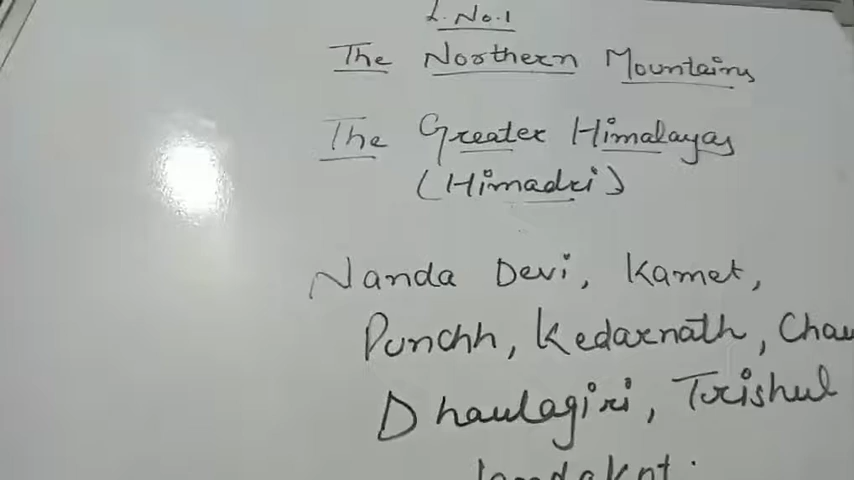 L. No. 1
The Northern Mountains
The Greater Himalayas
(Himadri)
Nanda Devi, Kamet,
Punchh, Kedarnath,
Dhaulagiri, Trishul